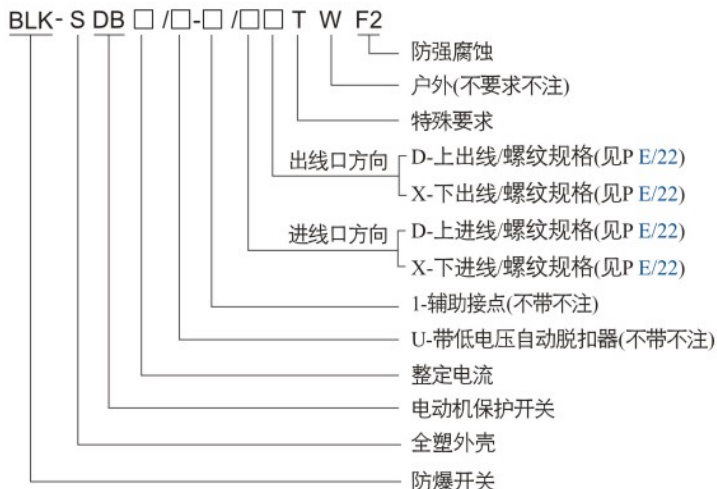 BLK-S DB □ /□-□ /□□ T W F2
防强腐蚀
户外(不要求不注)
特殊要求
出线口方向
D-上出线/螺纹规格(见P E/22)
X-下出线/螺纹规格(见P E/22)
进线口方向
D-上进线/螺纹规格(见P E/22)
X-下进线/螺纹规格(见P E/22)
1-辅助接点(不带不注)
U-带低电压自动脱扣器(不带不注)
整定电流
电动机保护开关
全塑外壳
防爆开关